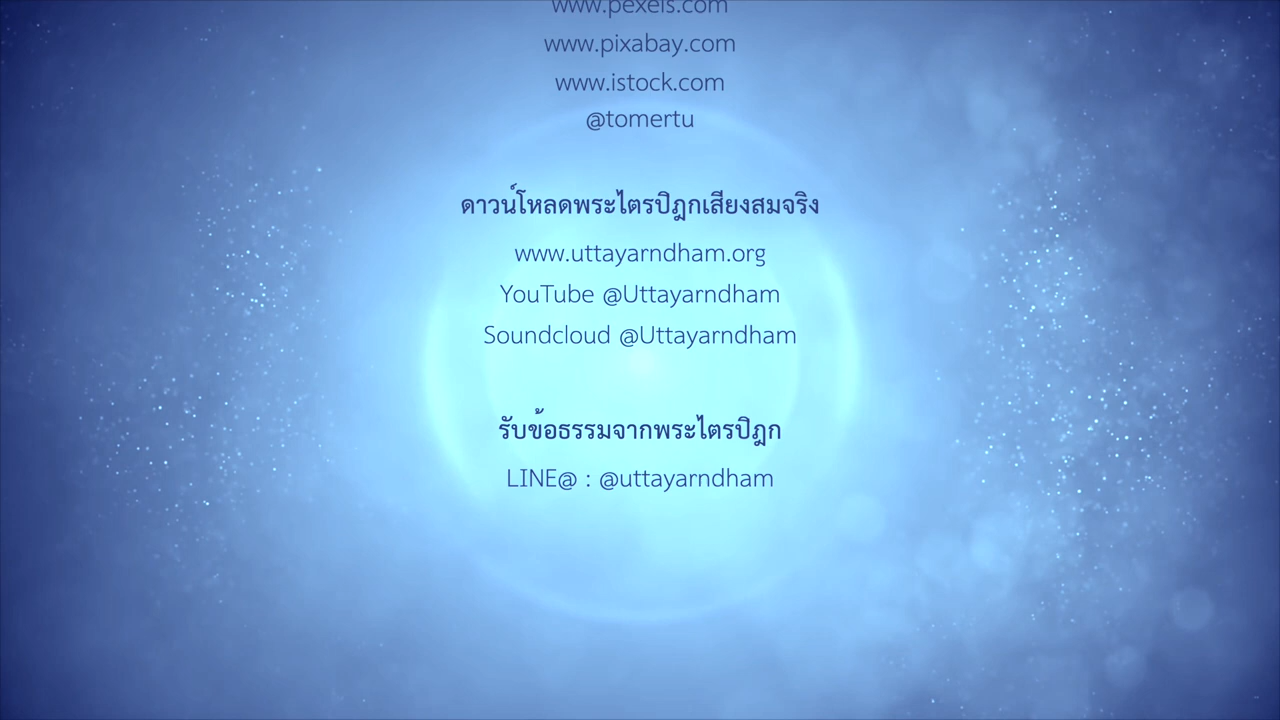 www.pexels.com
www.pixabay.com
www.istock.com
@tomertu
ดาวน์โหลดพระไตรปิฎกเสียงสมจริง
www.uttayarndham.org
YouTube @Uttayarndham
Soundcloud @Uttayarndham
รับข้อธรรมจากพระไตรปิฎก
LINE@ : @uttayarndham